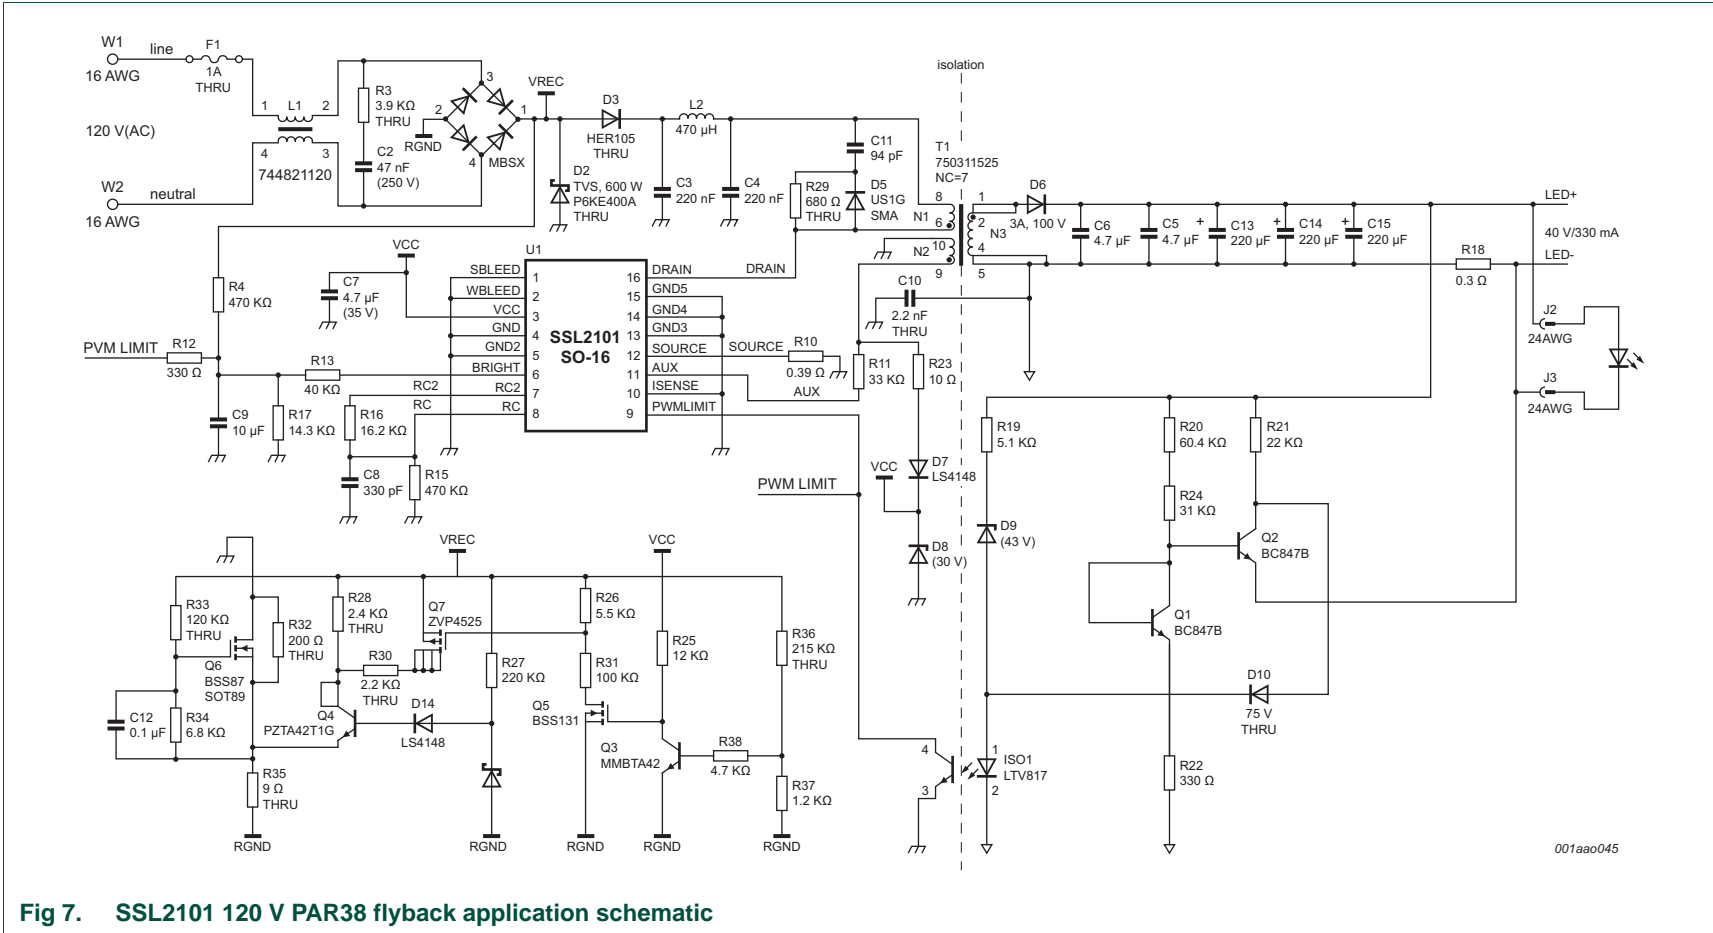 W1
16 AWG
line
F1
1A
THRU
120 V(AC)
1
L1
2
4
3
744821120
W2
16 AWG
neutral
R3
3.9 KΩ
THRU
C2
47 nF
(250 V)
3
2
1
4
RGND
MBSX
VREC
D3
HER105
THRU
L2
470 μH
D2
TVS, 600 W
P6KE400A
THRU
C3
220 nF
C4
220 nF
C11
94 pF
R29
680 Ω
THRU
D5
US1G
SMA
isolation
T1
750311525
NC=7
8
N1
6
10
N2
9
1
2
N3
4
5
D6
3A, 100 V
C6
4.7 μF
C5
4.7 μF
+
C13
220 μF
+
C14
220 μF
+
C15
220 μF
LED+
40 V/330 mA
LED-
R18
0.3 Ω
J2
24AWG
J3
24AWG
R4
470 KΩ
VCC
C7
4.7 μF
(35 V)
PVM LIMIT
R12
330 Ω
R13
40 KΩ
C9
10 μF
R17
14.3 KΩ
RC2
RC
R16
16.2 KΩ
C8
330 pF
R15
470 KΩ
U1
SSL2101
SO-16
SBLEED
1
WBLEED
2
VCC
3
GND
4
GND2
5
BRIGHT
6
RC2
7
RC
8
16
DRAIN
DRAIN
15
GND5
14
GND4
13
GND3
12
SOURCE
SOURCE
11
AUX
AUX
10
ISENSE
9
PWMLIMIT
R10
0.39 Ω
C10
2.2 nF
THRU
R11
33 KΩ
R23
10 Ω
PWM LIMIT
VCC
D7
LS4148
D8
(30 V)
R19
5.1 KΩ
D9
(43 V)
R20
60.4 KΩ
R21
22 KΩ
R24
31 KΩ
Q2
BC847B
Q1
BC847B
D10
75 V
THRU
R22
330 Ω
4
3
1
2
ISO1
LTV817
VREC
VCC
R33
120 KΩ
THRU
R32
200 Ω
THRU
Q6
BSS87
SOT89
C12
0.1 μF
R34
6.8 KΩ
R35
9 Ω
THRU
RGND
R28
2.4 KΩ
THRU
Q7
ZVP4525
R30
2.2 KΩ
THRU
Q4
PZTA42T1G
D14
LS4148
R27
220 KΩ
RGND
R26
5.5 KΩ
R31
100 KΩ
Q5
BSS131
RGND
R25
12 KΩ
Q3
MMBTA42
RGND
R38
4.7 KΩ
R36
215 KΩ
THRU
R37
1.2 KΩ
RGND
001aao045
Fig 7. SSL2101 120 V PAR38 flyback application schematic